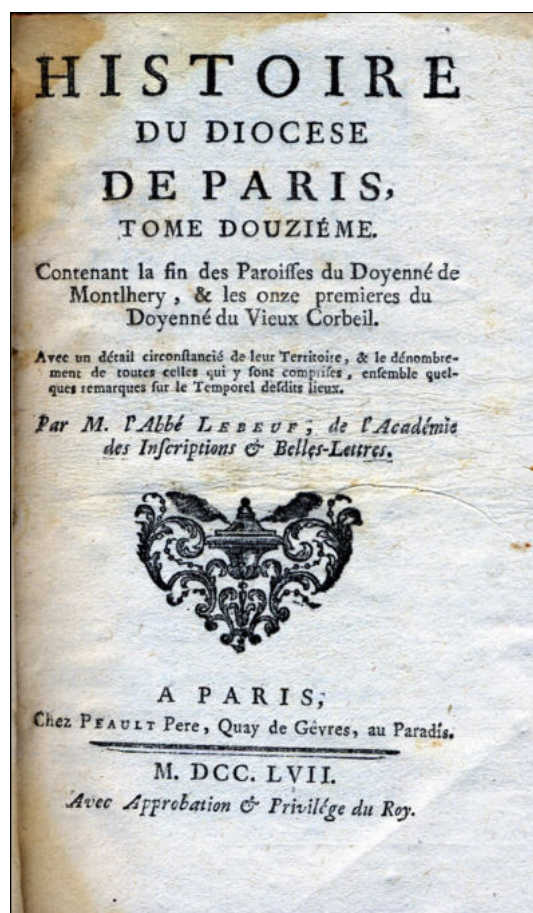 HISTOIRE
DU DIOCESE
DE PARIS,
TOME DOUZIÉME.
Contenant la fin des Paroisses du Doyenné de
Montlhery, & les onze premieres du
Doyenné du Vieux Corbeil.
Avec un détail circonstancié de leur Territoire, & le dénombre-
ment de toutes celles qui y sont comprises, ensemble quel-
ques remarques sur le Temporel desdits lieux.
Par M. l'Abbé LEBEUF; de l'Académie
des Inscriptions & Belles-Lettres.
A PARIS,
Chez PEAULT Pere, Quay de Gêvres, au Paradis.
M. DCC. LVII.
Avec Approbation & Privilége du Roy.